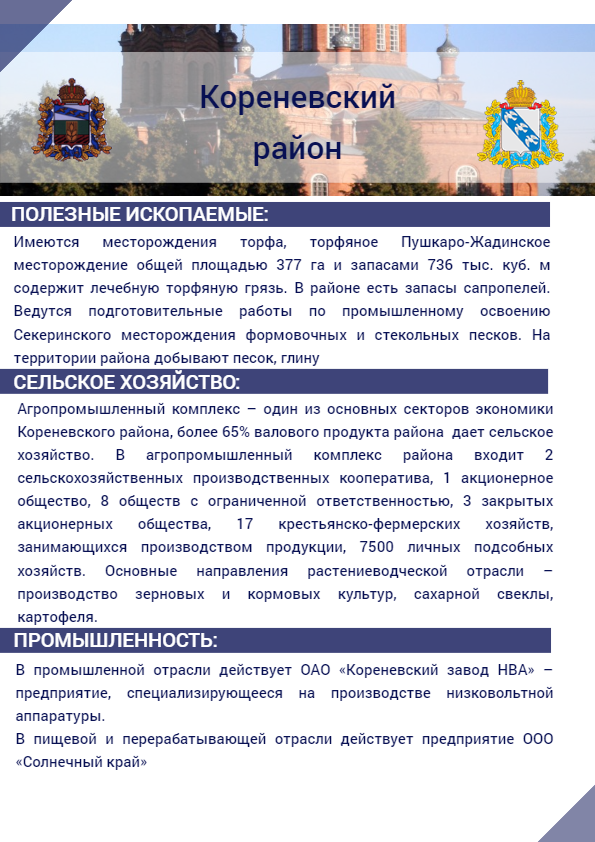 Кореневский
район
ПОЛЕЗНЫЕ ИСКОПАЕМЫЕ:
Имеются месторождения торфа, торфяное Пушкаро-Жадинское
месторождение общей площадью 377 га и запасами 736 тыс. куб. м
содержит лечебную торфяную грязь. В районе есть запасы сапропелей.
Ведутся подготовительные работы по промышленному освоению
Секеринского месторождения формовочных и стекольных песков. На
территории района добывают песок, глину
СЕЛЬСКОЕ ХОЗЯЙСТВО:
Агропромышленный комплекс – один из основных секторов экономики
Кореневского района, более 65% валового продукта района дает сельское
хозяйство. В агропромышленный комплекс района входит 2
сельскохозяйственных производственных кооператива, 1 акционерное
общество, 8 обществ с ограниченной ответственностью, 3 закрытых
акционерных общества, 17 крестьянско-фермерских хозяйств,
занимающихся производством продукции, 7500 личных подсобных
хозяйств. Основные направления растениеводческой отрасли –
производство зерновых и кормовых культур, сахарной свеклы,
картофеля.
ПРОМЫШЛЕННОСТЬ:
В промышленной отрасли действует ОАО «Кореневский завод НВА» –
предприятие, специализирующееся на производстве низковольтной
аппаратуры.
В пищевой и перерабатывающей отрасли действует предприятие ООО
«Солнечный край»